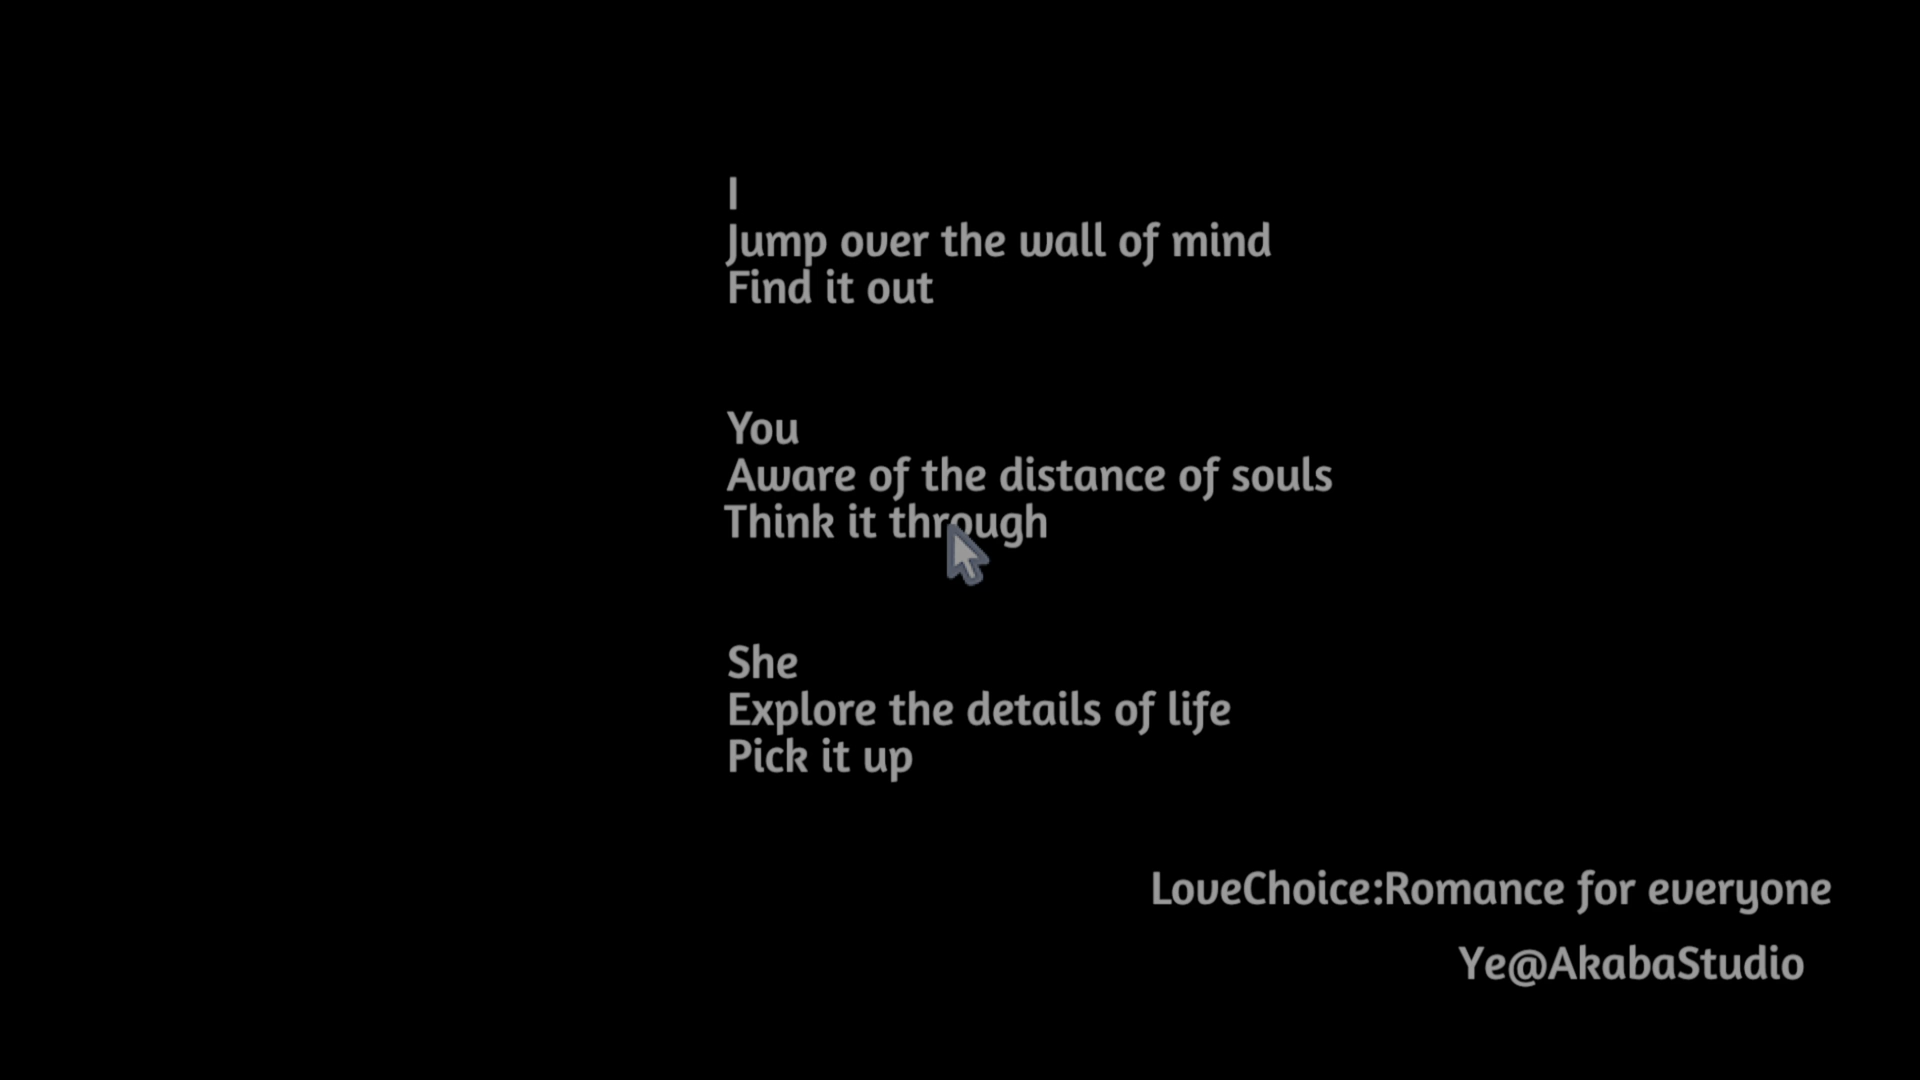 I
Jump over the wall of mind
Find it out
You
Aware of the distance of souls
Think it through
She
Explore the details of life
Pick it up
LoveChoice:Romance for everyone
Ye@AkabaStudio